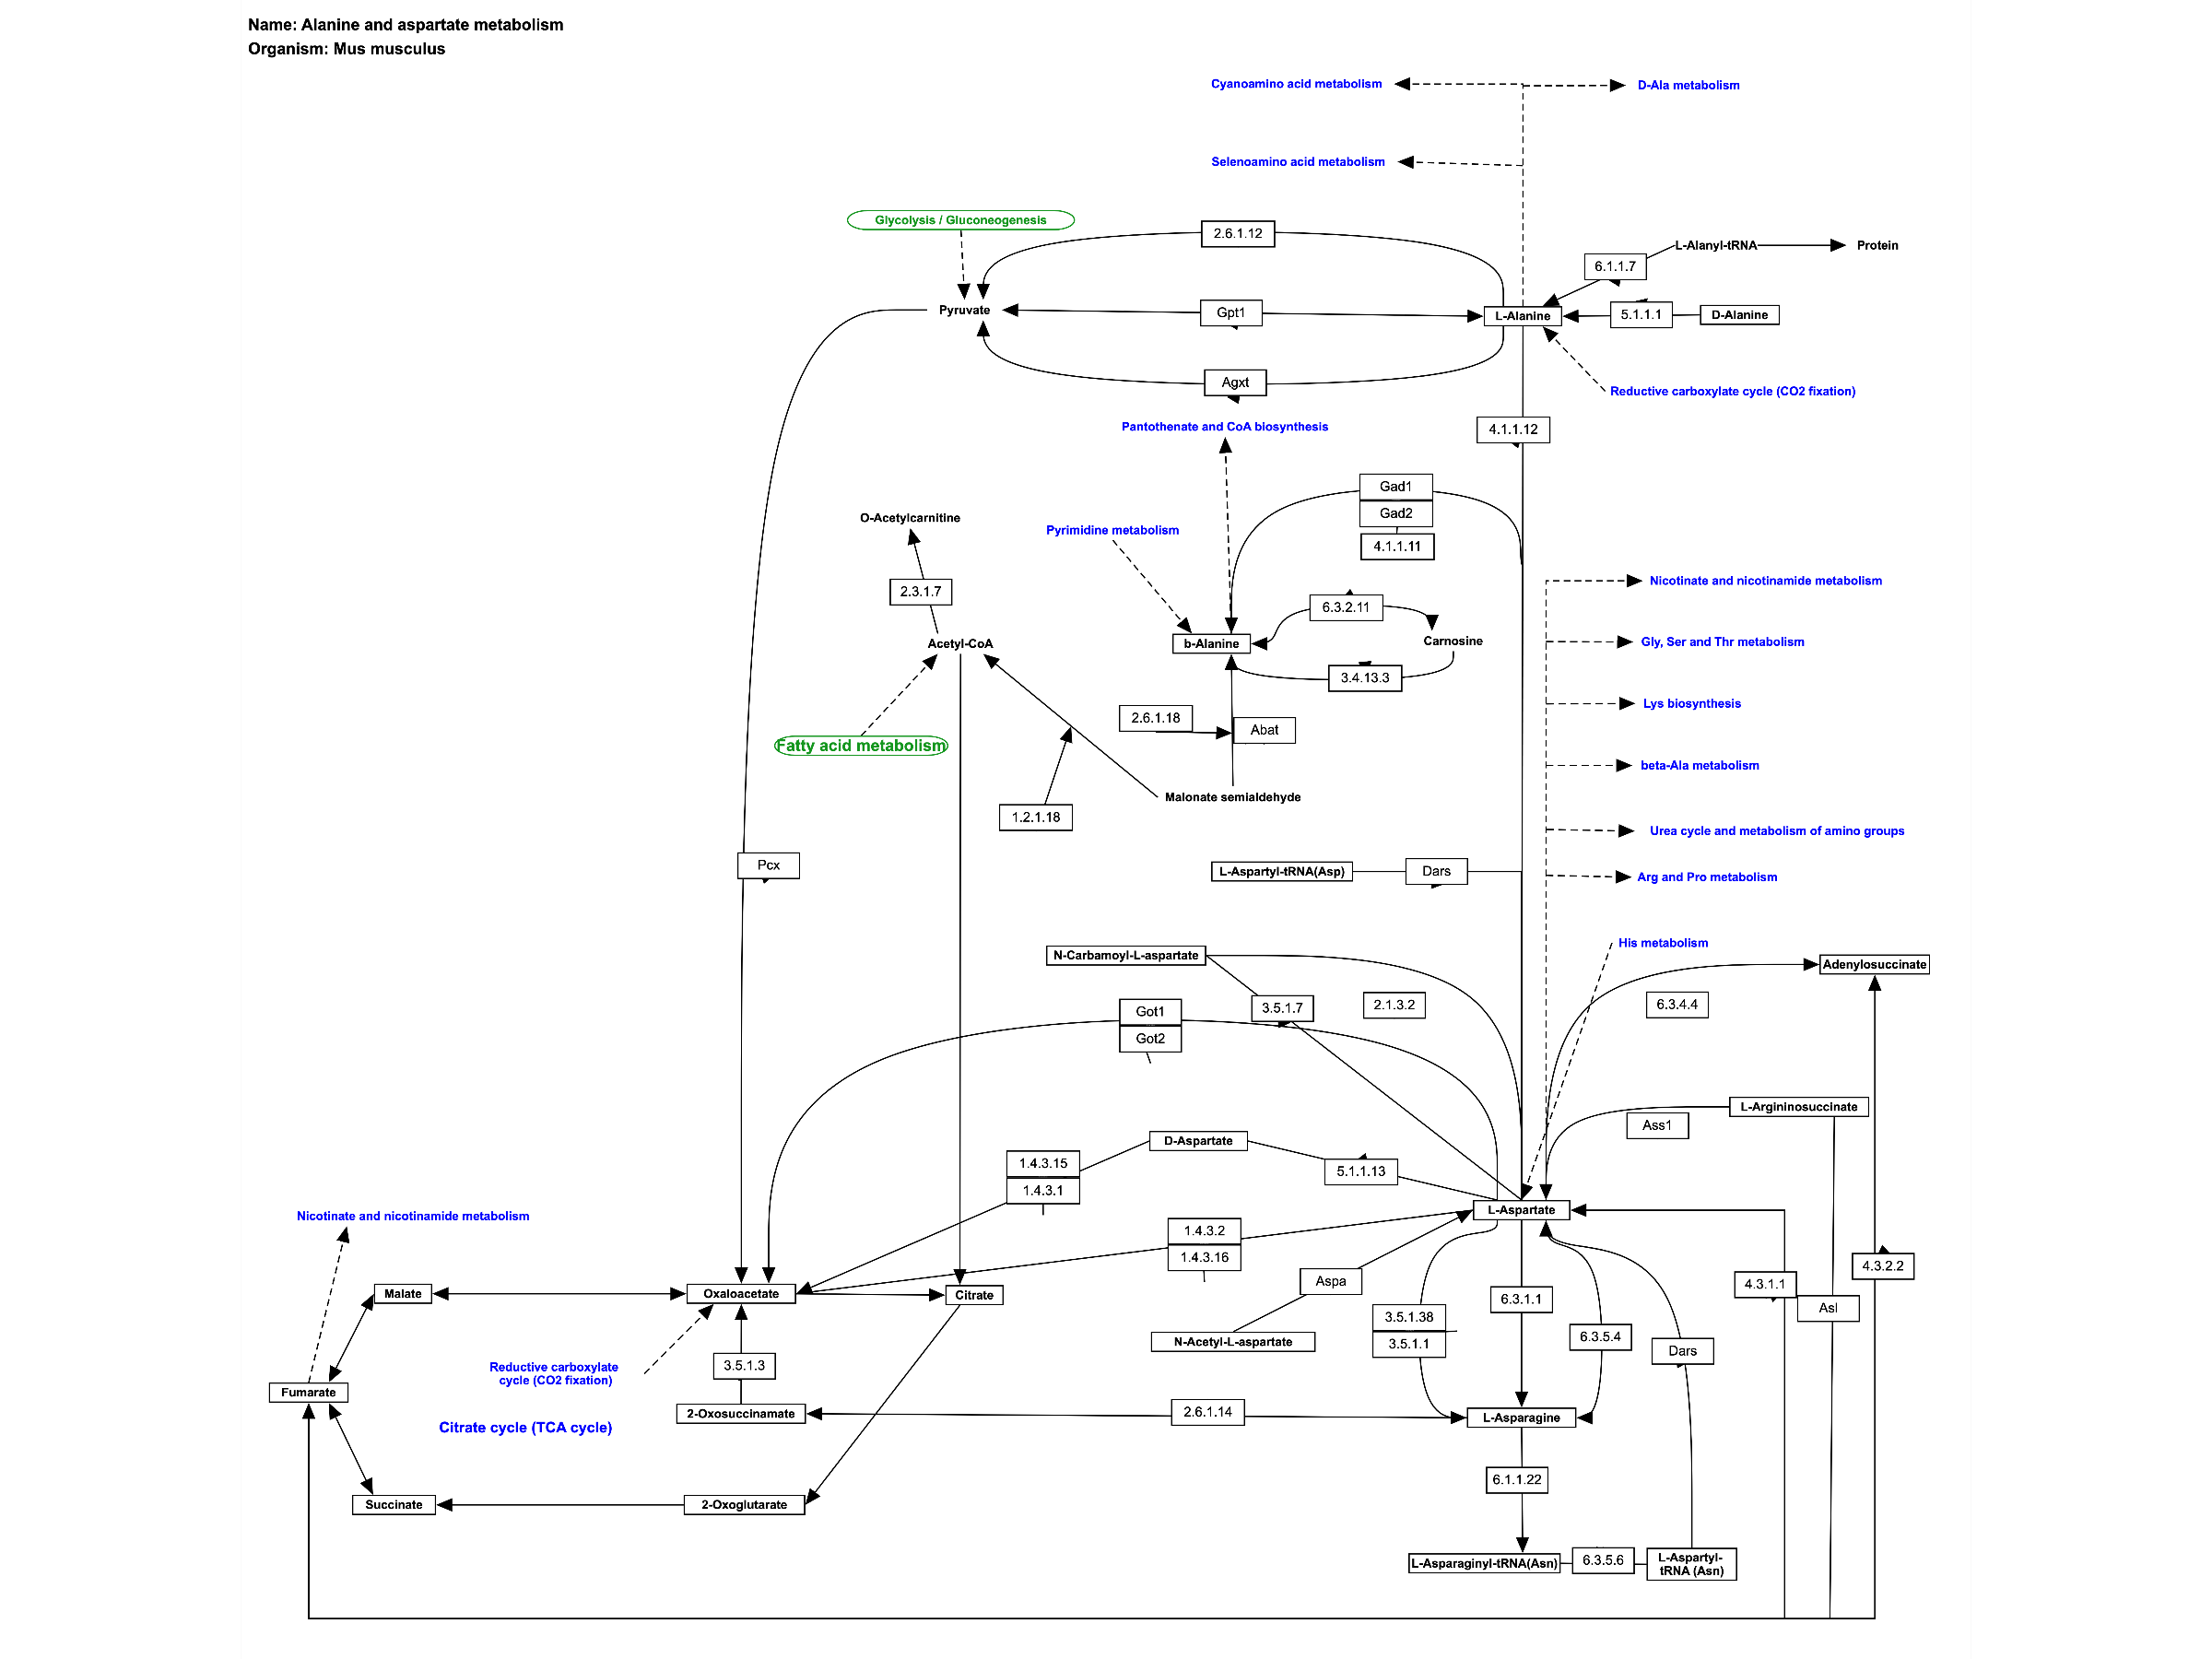 Name: Alanine and aspartate metabolism
Organism: Mus musculus
Cyanoamino acid metabolism
D-Ala metabolism
Selenoamino acid metabolism
Glycolysis / Gluconeogenesis
2.6.1.12
L-Alanyl-tRNA
Protein
6.1.1.7
Pyruvate
Gpt1
L-Alanine
5.1.1.1
D-Alanine
Agxt
Reductive carboxylate cycle (CO2 fixation)
Pantothenate and CoA biosynthesis
4.1.1.12
Gad1
Gad2
4.1.1.11
O-Acetylcarnitine
Pyrimidine metabolism
2.3.1.7
Nicotinate and nicotinamide metabolism
6.3.2.11
Acetyl-CoA
b-Alanine
Carnosine
Gly, Ser and Thr metabolism
3.4.13.3
Lys biosynthesis
2.6.1.18
Abat
Fatty acid metabolism
beta-Ala metabolism
Malonate semialdehyde
1.2.1.18
Urea cycle and metabolism of amino groups
Pcx
L-Aspartyl-tRNA(Asp)
Dars
Arg and Pro metabolism
His metabolism
N-Carbamoyl-L-aspartate
Adenylosuccinate
Got1
Got2
3.5.1.7
2.1.3.2
6.3.4.4
L-Argininosuccinate
Ass1
D-Aspartate
1.4.3.15
1.4.3.1
5.1.1.13
Nicotinate and nicotinamide metabolism
L-Aspartate
1.4.3.2
1.4.3.16
4.3.2.2
Malate
Oxaloacetate
Citrate
Aspa
6.3.1.1
4.3.1.1
Asl
3.5.1.38
3.5.1.1
N-Acetyl-L-aspartate
6.3.5.4
Dars
Reductive carboxylate
cycle (CO2 fixation)
3.5.1.3
Fumarate
2-Oxosuccinamate
2.6.1.14
L-Asparagine
Citrate cycle (TCA cycle)
6.1.1.22
Succinate
2-Oxoglutarate
L-Asparaginyl-tRNA(Asn)
6.3.5.6
L-Aspartyl-
tRNA (Asn)